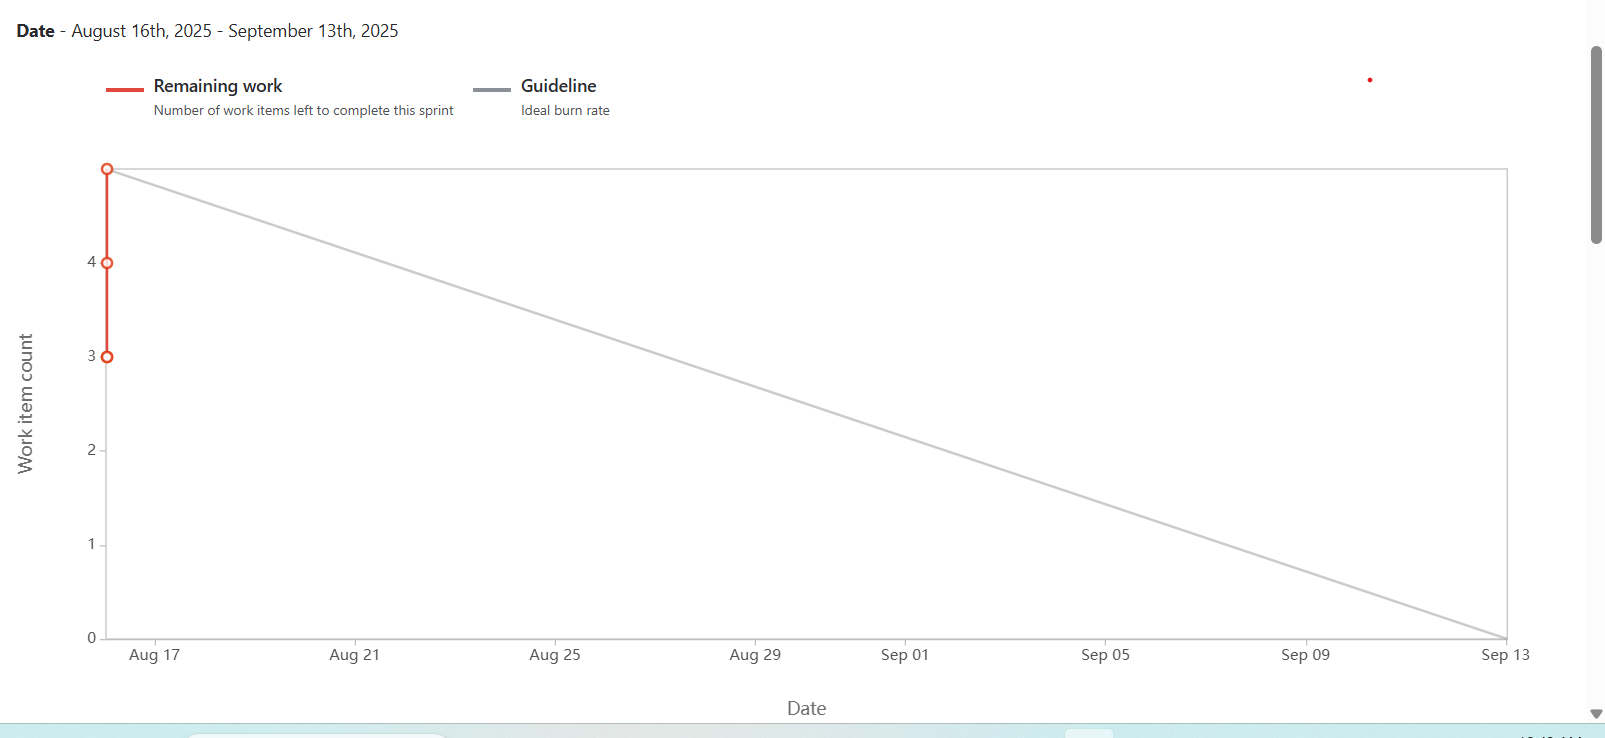 Date - August 16th, 2025 - September 13th, 2025
Remaining work
Number of work items left to complete this sprint
Guideline
Ideal burn rate
4
3
2
1
0
Work item count
Aug 17 Aug 21 Aug 25 Aug 29 Sep 01 Sep 05 Sep 09 Sep 13
Date